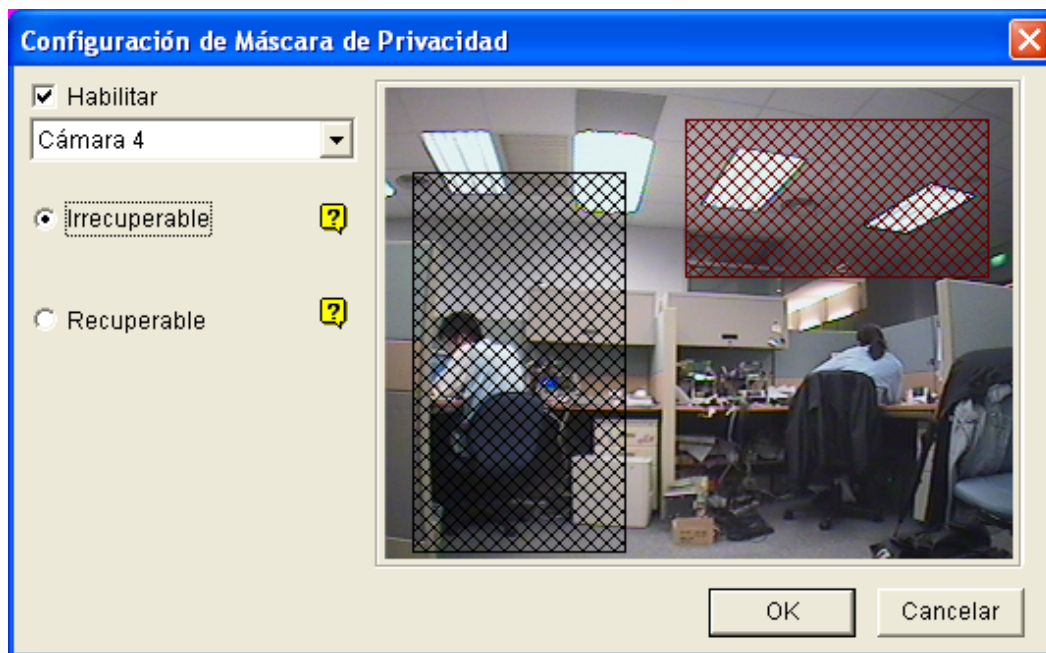 Configuración de Máscara de Privacidad
Habilitar
Cámara 4
Irrecuperable
?
Recuperable
?
OK
Cancelar